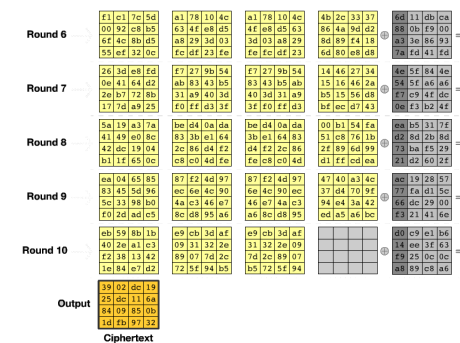 f1 c1 7c 5d a1 78 10 4c a1 78 10 4c 4b 2c 33 37 6d 11 db ca
Round 6 00 92 c8 b5 63 4f e8 d5 4f e8 d5 63 86 4a 9d d2 ⊕ 88 0b f9 00 =
6f 4c 8b d5 a8 29 3d 03 3d 03 a8 29 8d 89 f4 18 a3 3e 86 93
55 ef 32 0c fc df 23 fe fe fc df 23 6d 80 e8 d8 7a fd 41 fd
26 3d e8 fd f7 27 9b 54 f7 27 9b 54 14 46 27 34 4e 5f 84 4e
Round 7 0e 41 64 d2 ab 83 43 b5 83 43 b5 ab 15 16 46 2a ⊕ 54 5f a6 a6 =
2e b7 72 8b 31 a9 40 3d 40 3d 31 a9 b5 15 56 d8 f7 c9 4f dc
17 7d a9 25 f0 ff d3 3f 3f f0 ff d3 bf ec d7 43 0e f3 b2 4f
5a 19 a3 7a be d4 0a da be d4 0a da 00 b1 54 fa ea b5 31 7f
Round 8 41 49 e0 8c 83 3b e1 64 3b e1 64 83 51 c8 76 1b ⊕ d2 8d 2b 8d =
42 dc 19 04 2c 86 d4 f2 d4 f2 2c 86 2f 89 6d 99 73 ba f5 29
b1 1f 65 0c c8 c0 4d fe fe c8 c0 4d d1 ff cd ea 21 d2 60 2f
ea 04 65 85 87 f2 4d 97 87 f2 4d 97 47 40 a3 4c ac 19 28 57
Round 9 83 45 5d 96 ec 6e 4c 90 6e 4c 90 ec 37 d4 70 9f ⊕ 77 fa d1 5c =
5c 33 98 b0 4a c3 46 e7 46 e7 4a c3 94 e4 3a 42 66 dc 29 00
f0 2d ad c5 8c d8 95 a6 a6 8c d8 95 ed a5 a6 bc f3 21 41 6e
eb 59 8b 1b e9 cb 3d af e9 cb 3d af d0 c9 e1 b6
Round 10 40 2e a1 c3 09 31 32 2e 31 32 2e 09 ⊕ 14 ee 3f 63 =
f2 38 13 42 89 07 7d 2c 7d 2c 89 07 f9 25 0c 0c
1e 84 e7 d2 72 5f 94 b5 b5 72 5f 94 a8 89 c8 a6
39 02 dc 19
Output 25 dc 11 6a
84 09 85 0b
1d fb 97 32
Ciphertext